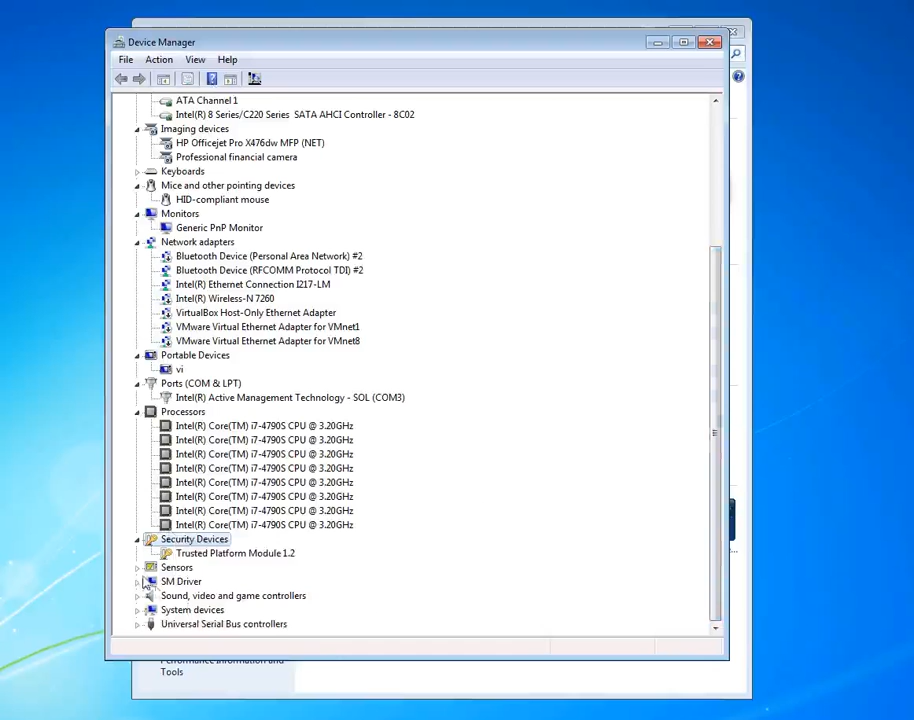 Device Manager
File Action View Help
ATA Channel 1
Intel(R) 8 Series/C220 Series SATA AHCI Controller - 8C02
Imaging devices
HP Officejet Pro X476dw MFP (NET)
Professional financial camera
Keyboards
Mice and other pointing devices
HID-compliant mouse
Monitors
Generic PnP Monitor
Network adapters
Bluetooth Device (Personal Area Network) #2
Bluetooth Device (RFCOMM Protocol TDI) #2
Intel(R) Ethernet Connection I217-LM
Intel(R) Wireless-N 7260
VirtualBox Host-Only Ethernet Adapter
VMware Virtual Ethernet Adapter for VMnet1
VMware Virtual Ethernet Adapter for VMnet8
Portable Devices
vi
Ports (COM & LPT)
Intel(R) Active Management Technology - SOL (COM3)
Processors
Intel(R) Core(TM) i7-4790S CPU @ 3.20GHz
Intel(R) Core(TM) i7-4790S CPU @ 3.20GHz
Intel(R) Core(TM) i7-4790S CPU @ 3.20GHz
Intel(R) Core(TM) i7-4790S CPU @ 3.20GHz
Intel(R) Core(TM) i7-4790S CPU @ 3.20GHz
Intel(R) Core(TM) i7-4790S CPU @ 3.20GHz
Intel(R) Core(TM) i7-4790S CPU @ 3.20GHz
Intel(R) Core(TM) i7-4790S CPU @ 3.20GHz
Security Devices
Trusted Platform Module 1.2
Sensors
SM Driver
Sound, video and game controllers
System devices
Universal Serial Bus controllers
Performance Information and
Tools